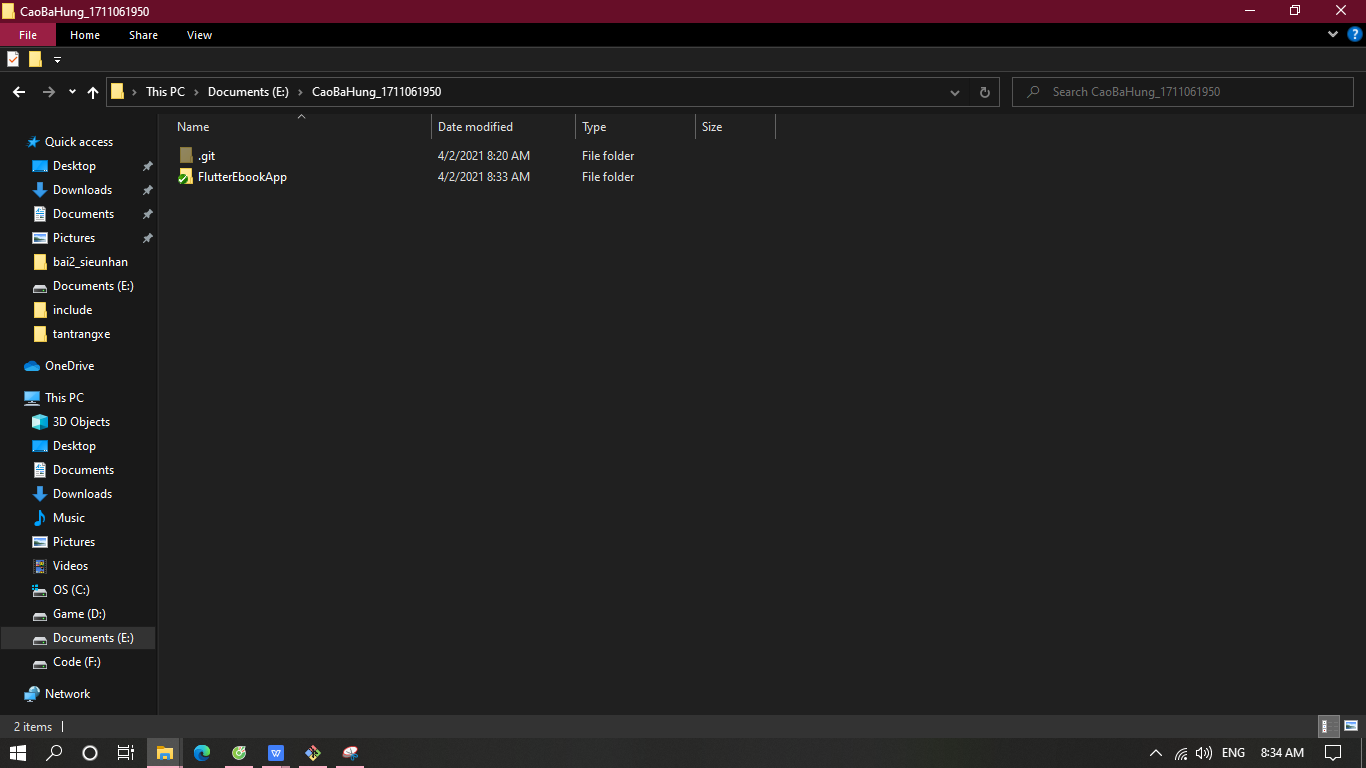 CaoBaHung_1711061950
File Home Share View
This PC Documents (E:) CaoBaHung_1711061950
Search CaoBaHung_1711061950
Name Date modified Type Size
.git 4/2/2021 8:20 AM File folder
FlutterEbookApp 4/2/2021 8:33 AM File folder
Quick access
Desktop
Downloads
Documents
Pictures
bai2_sieunhan
Documents (E:)
include
tantrangxe
OneDrive
This PC
3D Objects
Desktop
Documents
Downloads
Music
Pictures
Videos
OS (C:)
Game (D:)
Documents (E:)
Code (F:)
Network
2 items
ENG 8:34 AM